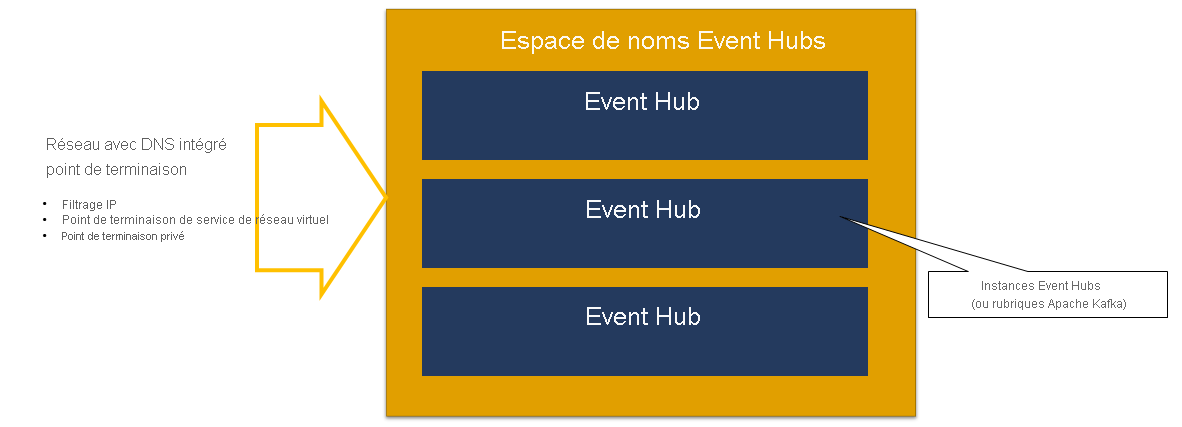 Espace de noms Event Hubs
Event Hub
Réseau avec DNS intégré
point de terminaison
• Filtrage IP
• Point de terminaison de service de réseau virtuel
• Point de terminaison privé
Event Hub
Instances Event Hubs
(ou rubriques Apache Kafka)
Event Hub